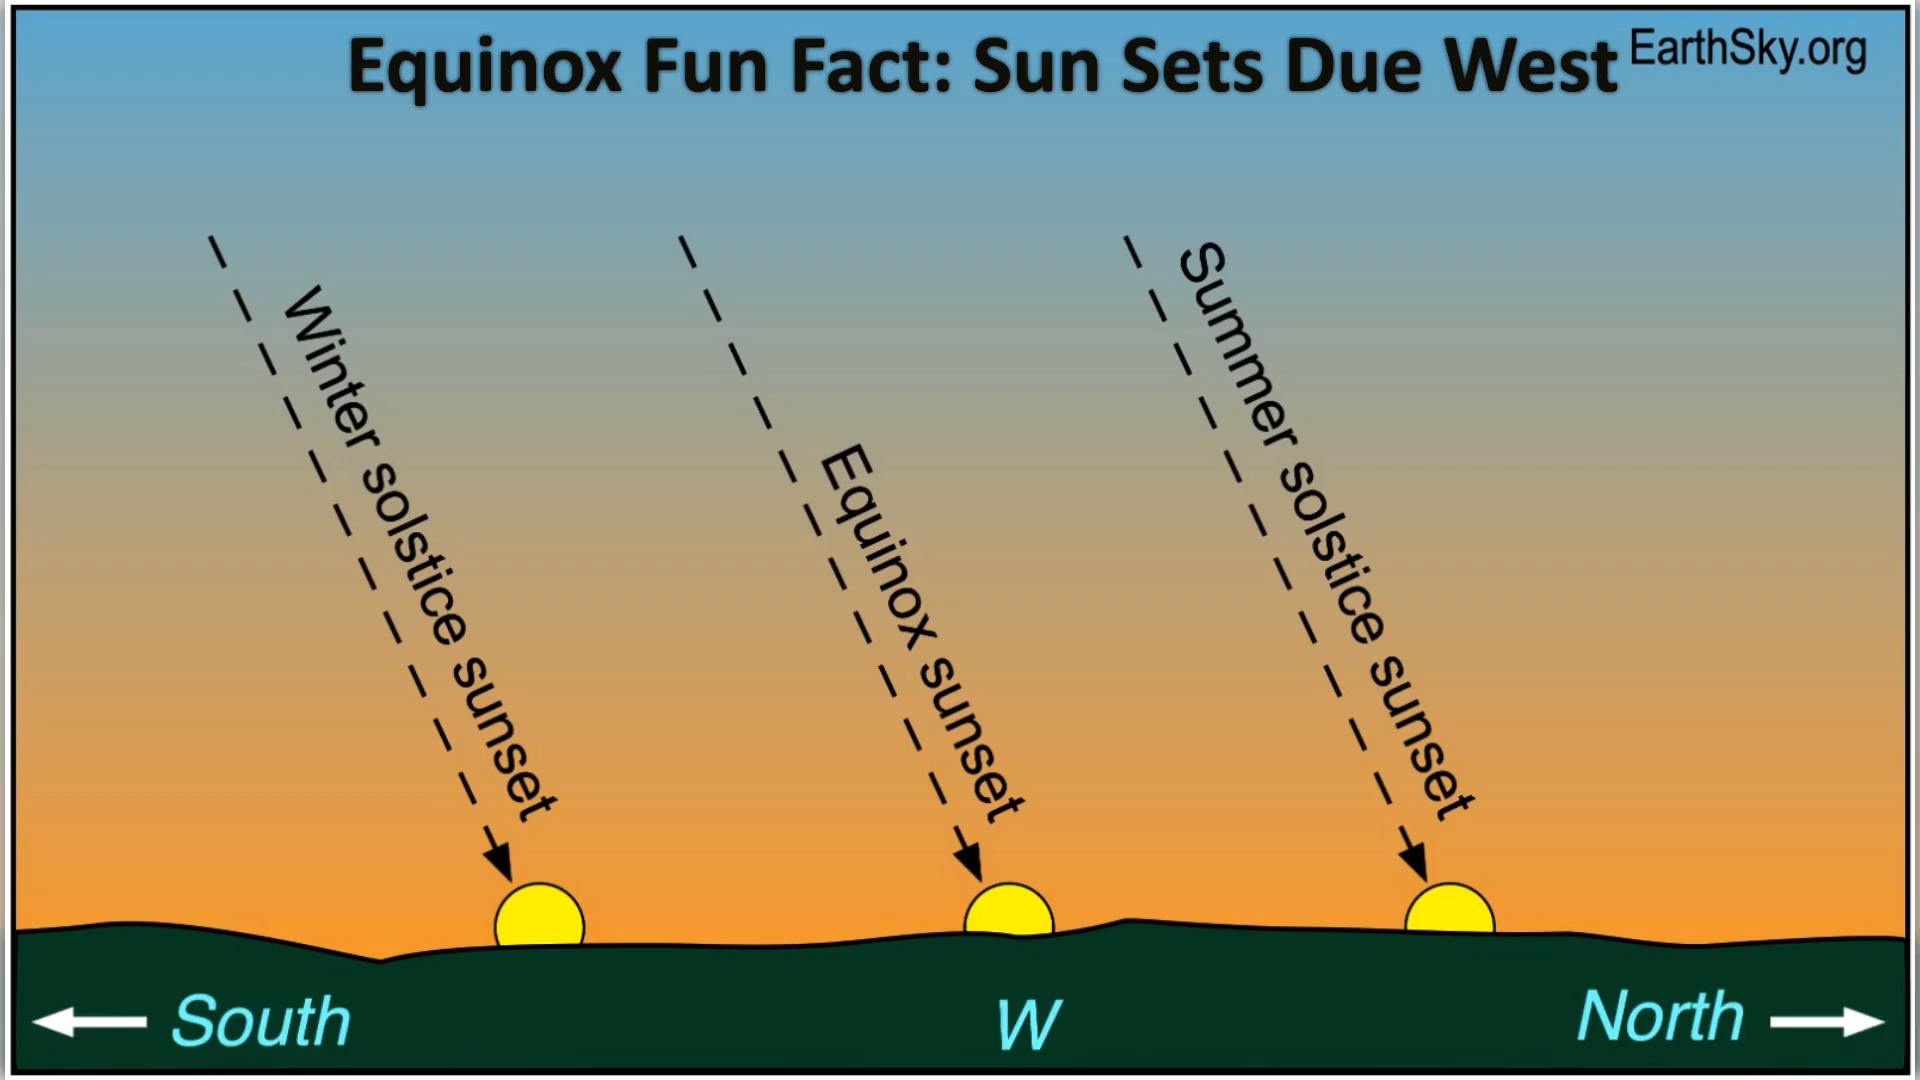 Equinox Fun Fact: Sun Sets Due West
EarthSky.org
Winter solstice sunset
Equinox sunset
Summer solstice sunset
South
W
North